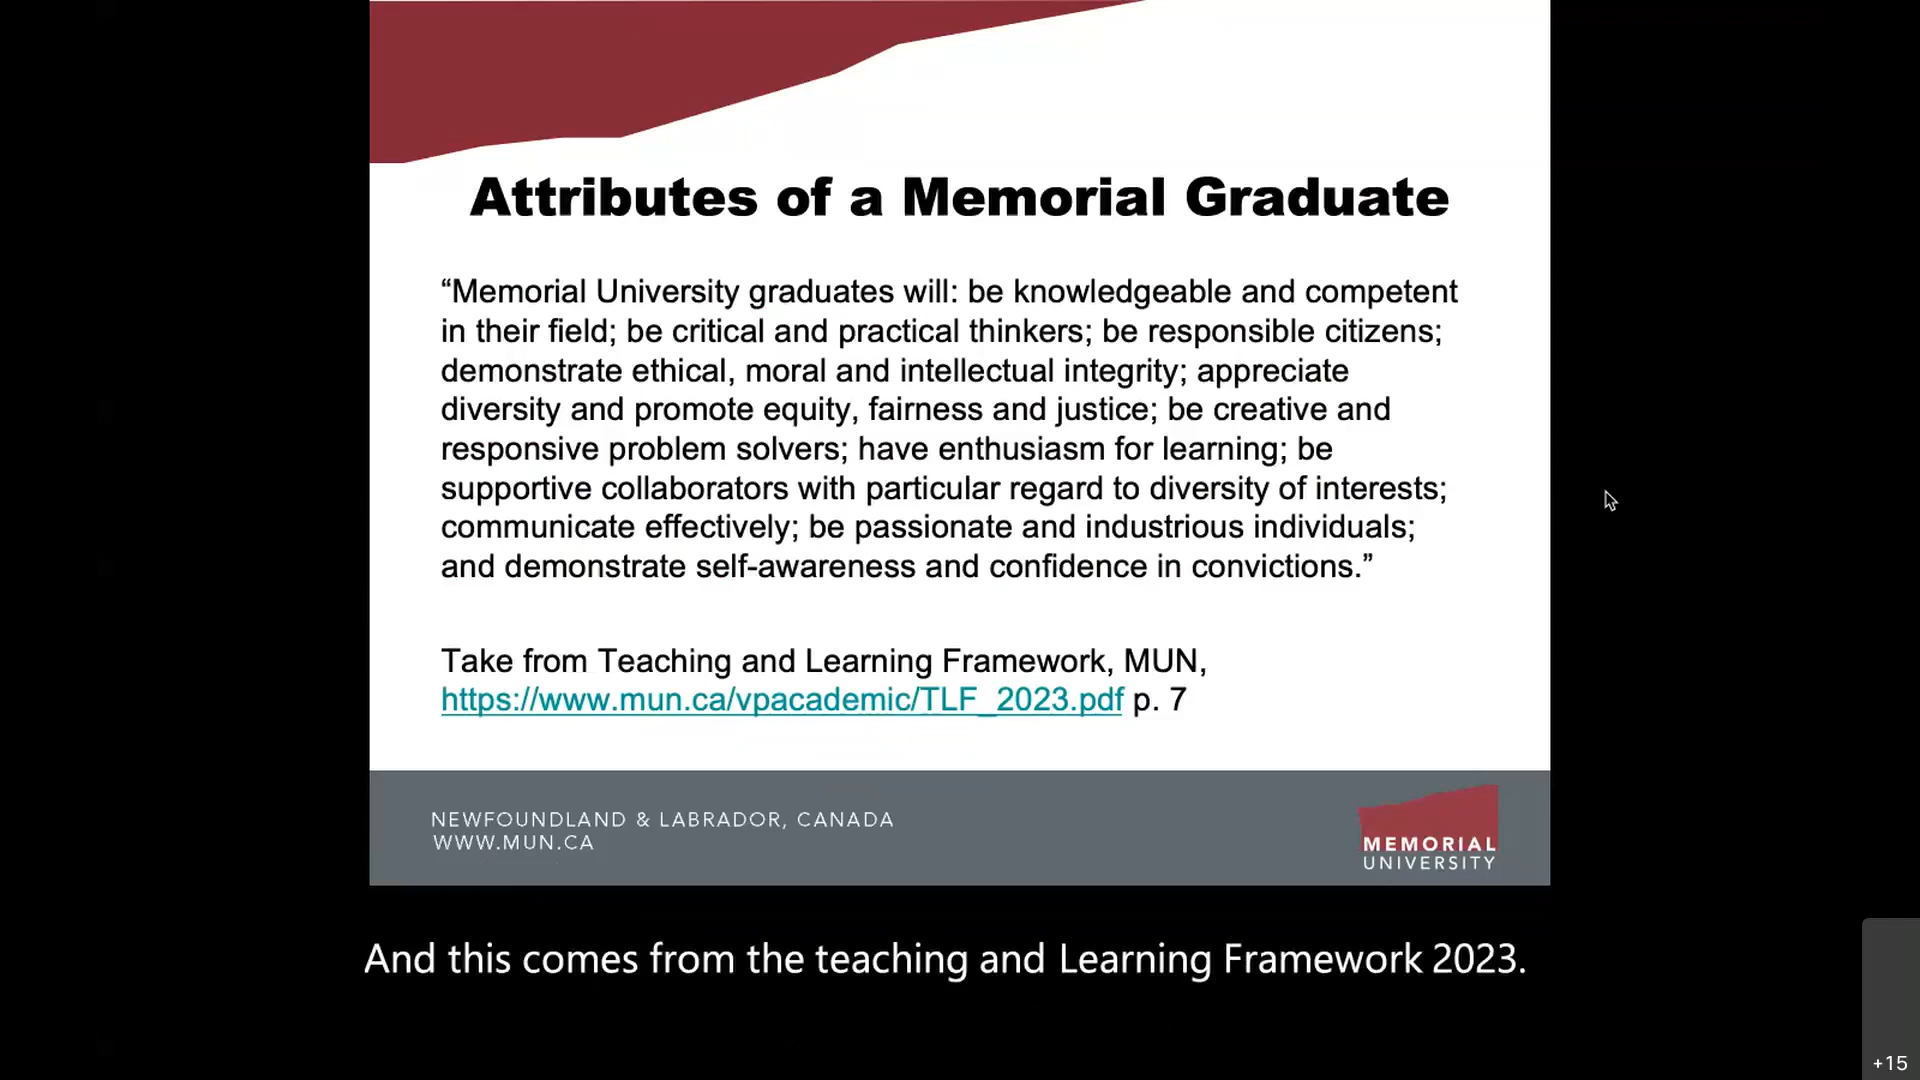 Attributes of a Memorial Graduate
“Memorial University graduates will: be knowledgeable and competent
in their field; be critical and practical thinkers; be responsible citizens;
demonstrate ethical, moral and intellectual integrity; appreciate
diversity and promote equity, fairness and justice; be creative and
responsive problem solvers; have enthusiasm for learning; be
supportive collaborators with particular regard to diversity of interests;
communicate effectively; be passionate and industrious individuals;
and demonstrate self-awareness and confidence in convictions.”
Take from Teaching and Learning Framework, MUN,
https://www.mun.ca/vpacademic/TLF_2023.pdf p. 7
NEWFOUNDLAND & LABRADOR, CANADA
WWW.MUN.CA
MEMORIAL
UNIVERSITY
And this comes from the teaching and Learning Framework 2023.
+15